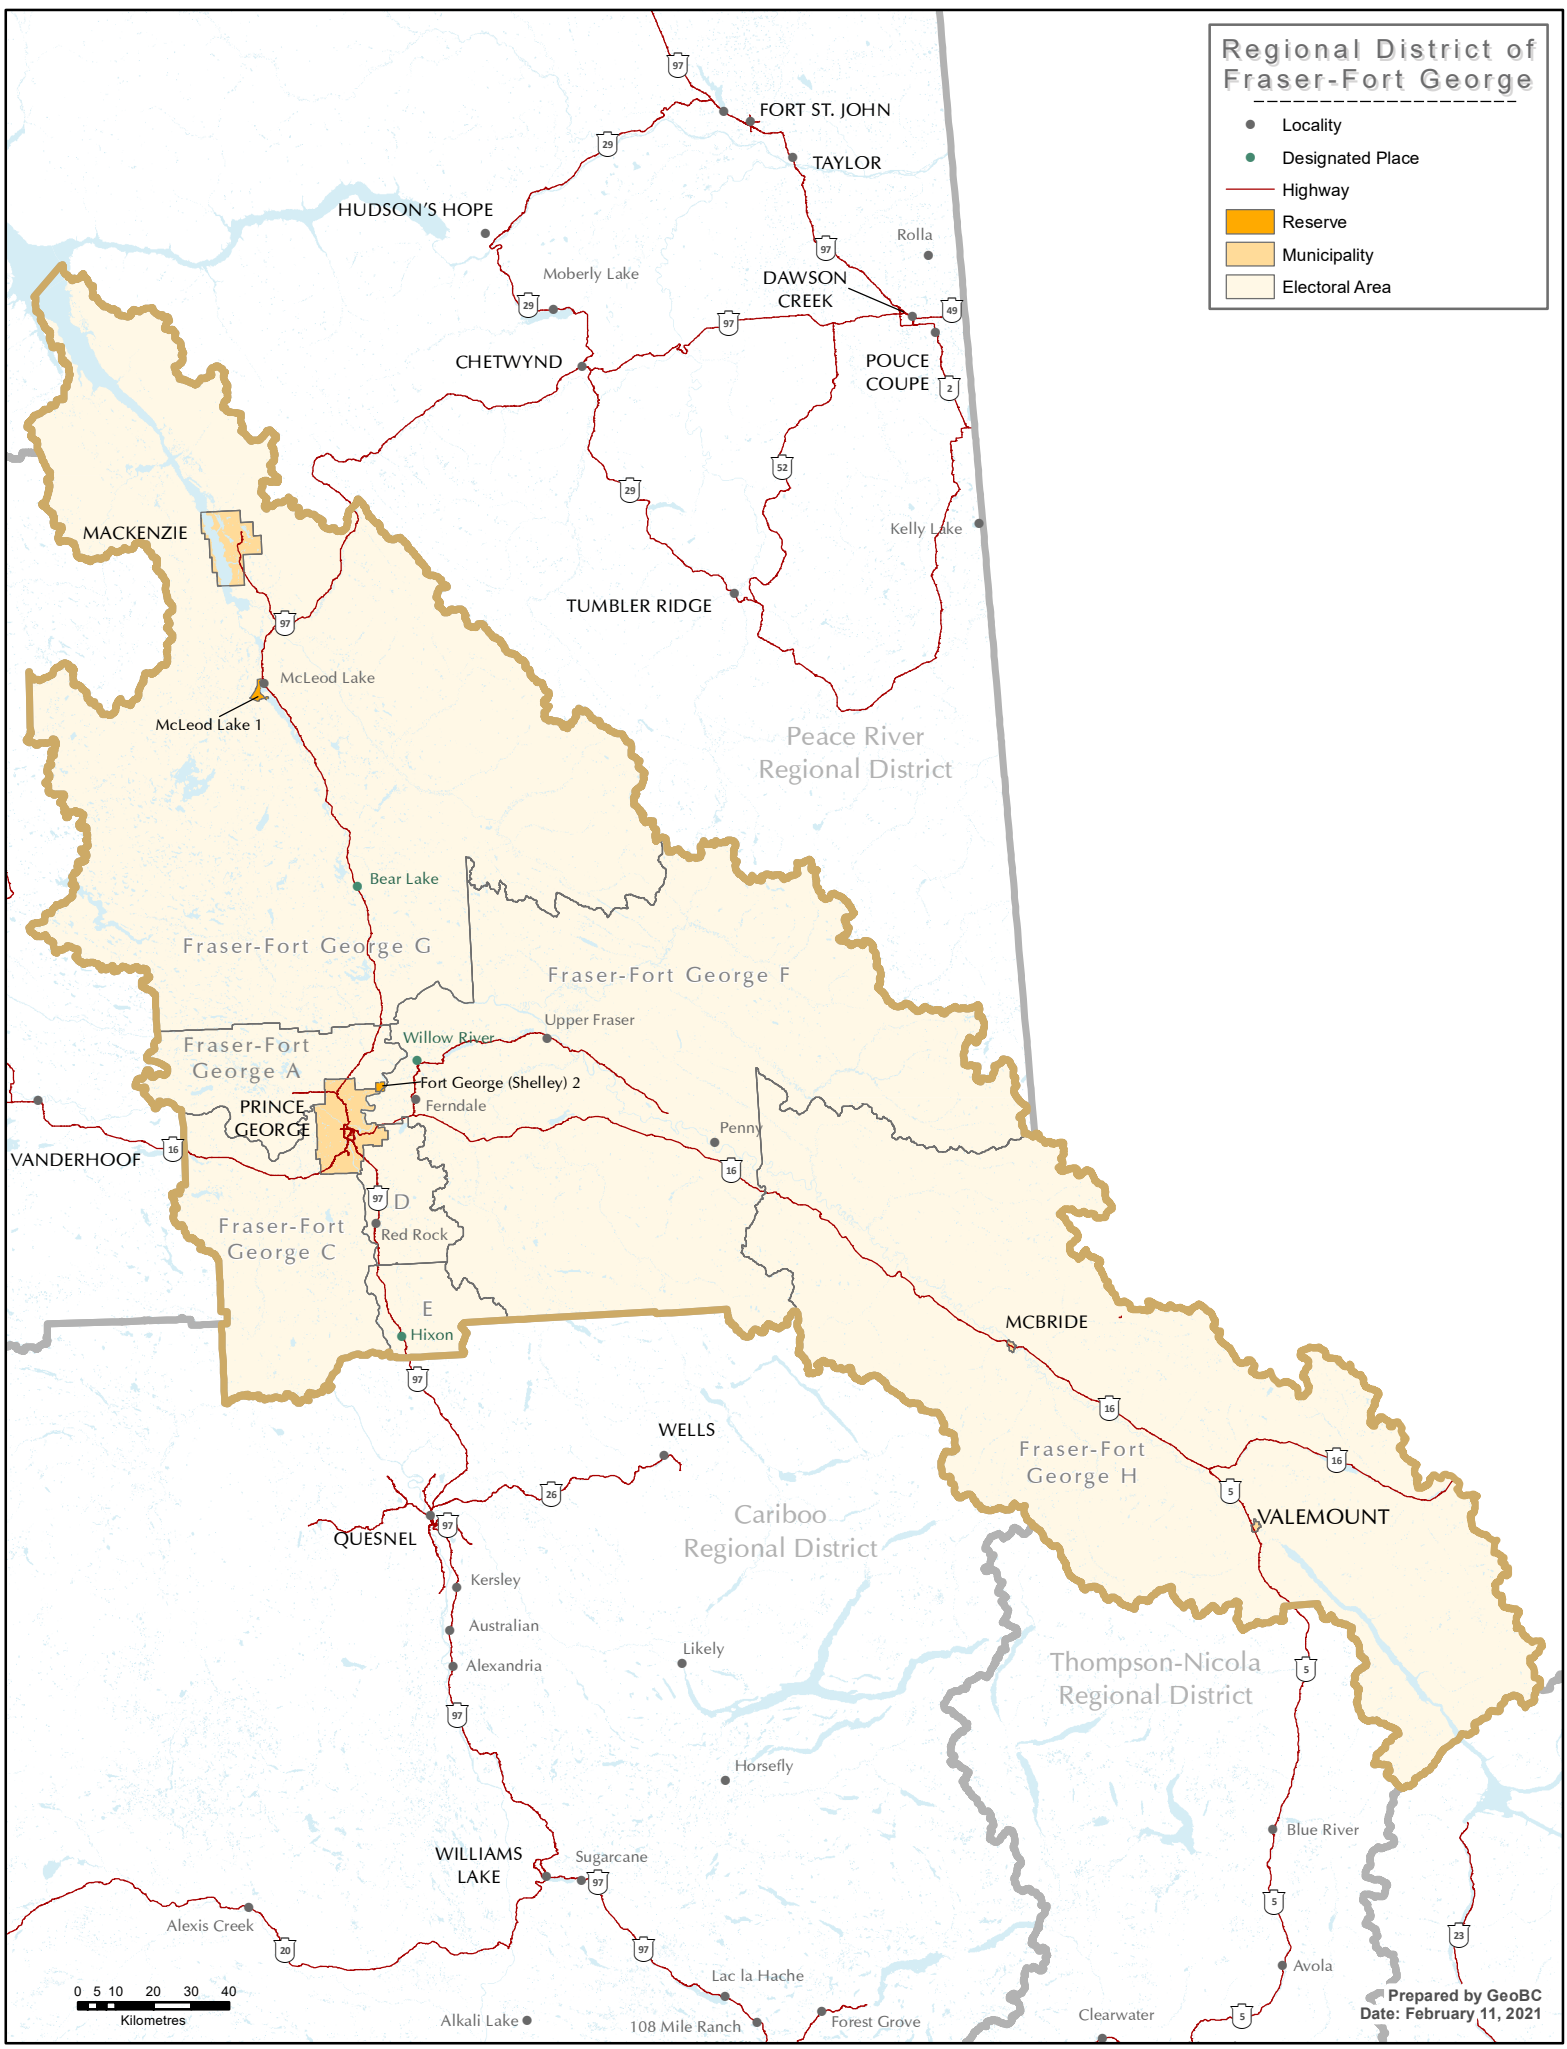 Regional District of
Fraser-Fort George
Locality
Designated Place
Highway
Reserve
Municipality
Electoral Area
97
FORT ST. JOHN
29
TAYLOR
HUDSON'S HOPE
97
Rolla
Moberly Lake
DAWSON
CREEK
29
97
49
CHETWYND
POUCE
COUPE
2
52
29
Kelly Lake
MACKENZIE
TUMBLER RIDGE
97
McLeod Lake
McLeod Lake 1
Peace River
Regional District
Bear Lake
Fraser-Fort George G
Fraser-Fort George F
Upper Fraser
Willow River
Fraser-Fort
George A
Fort George (Shelley) 2
Ferndale
PRINCE
GEORGE
Penny
16
VANDERHOOF
16
97
D
Red Rock
Fraser-Fort
George C
E
Hixon
MCBRIDE
97
16
WELLS
Fraser-Fort
George H
16
5
26
Cariboo
Regional District
VALEMOUNT
97
QUESNEL
Kersley
Australian
Alexandria
Likely
Thompson-Nicola
Regional District
5
97
Horsefly
Blue River
WILLIAMS
LAKE
Sugarcane
97
5
Alexis Creek
20
97
23
Avola
Lac la Hache
0 5 10 20 30 40
Kilometres
Alkali Lake
108 Mile Ranch
Forest Grove
Clearwater
5
Prepared by GeoBC
Date: February 11, 2021